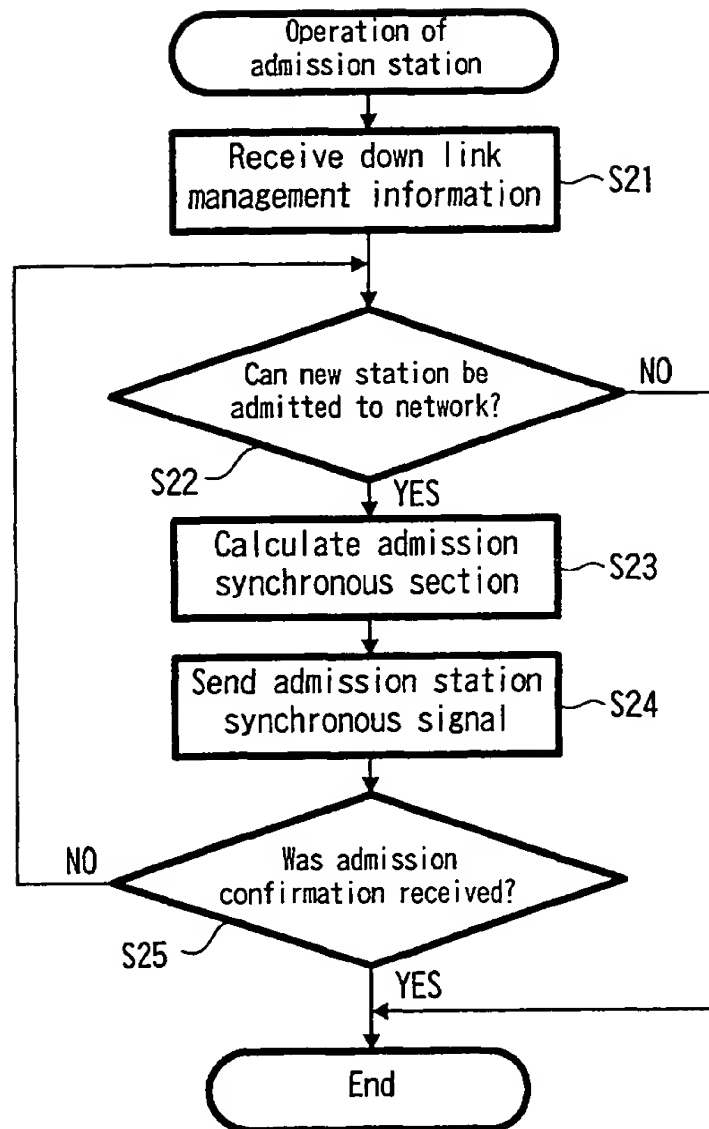 Operation of
admission station
Receive down link
management information
S21
Can new station be
admitted to network?
NO
S22
YES
Calculate admission
synchronous section
S23
Send admission station
synchronous signal
S24
NO
Was admission
confirmation received?
S25
YES
End